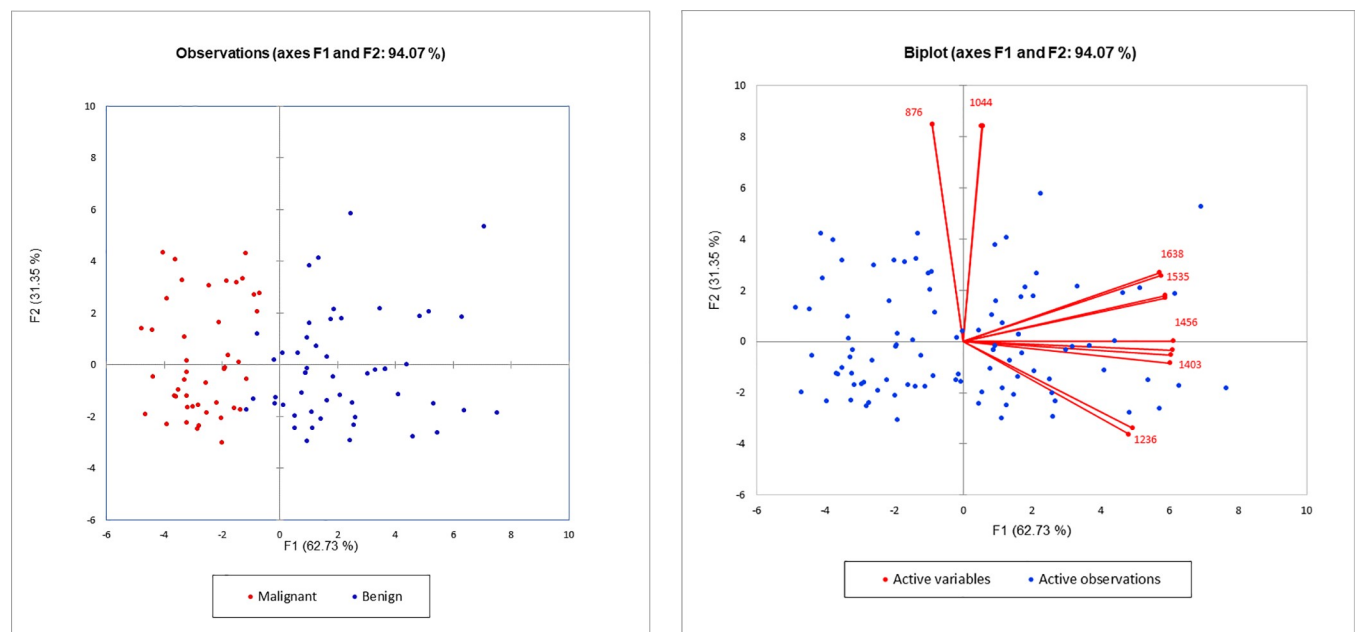 Observations (axes F1 and F2: 94.07 %)
10
8
6
4
2
0
-2
-4
-6
F2 (31.35 %)
-6 -4 -2 0 2 4 6 8 10
F1 (62.73 %)
Malignant Benign
Biplot (axes F1 and F2: 94.07 %)
10
8
6
4
2
0
-2
-4
-6
F2 (31.35 %)
876
1044
1638
1535
1456
1403
1236
-6 -4 -2 0 2 4 6 8 10
F1 (62.73 %)
Active variables Active observations